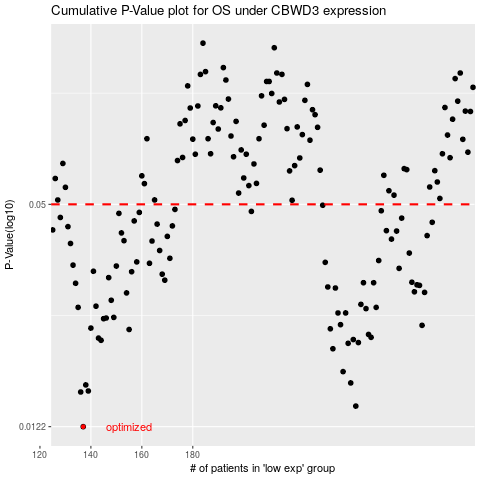 Cumulative P-Value plot for OS under CBWD3 expression
P-Value(log10)
0.05
0.0122
optimized
120 140 160 180
# of patients in 'low exp' group